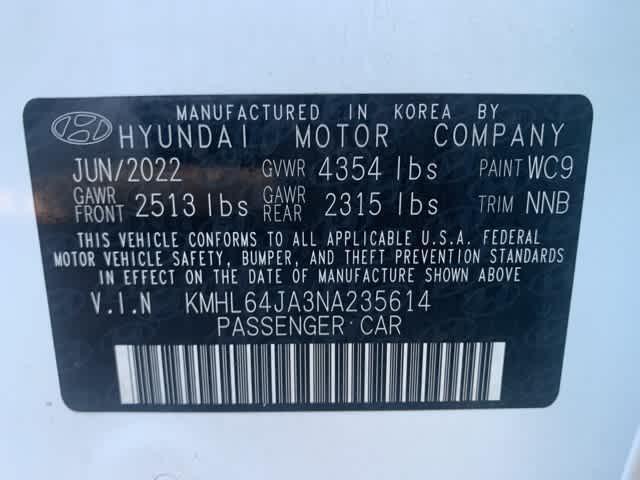 MANUFACTURED IN KOREA BY
HYUNDAI MOTOR COMPANY
JUN/2022 GVWR 4354 lbs PAINT WC9
GAWR FRONT 2513 lbs GAWR REAR 2315 lbs TRIM NNB
THIS VEHICLE CONFORMS TO ALL APPLICABLE U.S.A. FEDERAL
MOTOR VEHICLE SAFETY, BUMPER, AND THEFT PREVENTION STANDARDS
IN EFFECT ON THE DATE OF MANUFACTURE SHOWN ABOVE
V.I.N KMHL64JA3NA235614
PASSENGER CAR